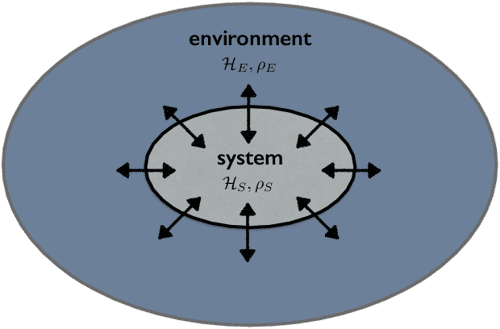 environment
ℋ_E, ρ_E
system
ℋ_S, ρ_S